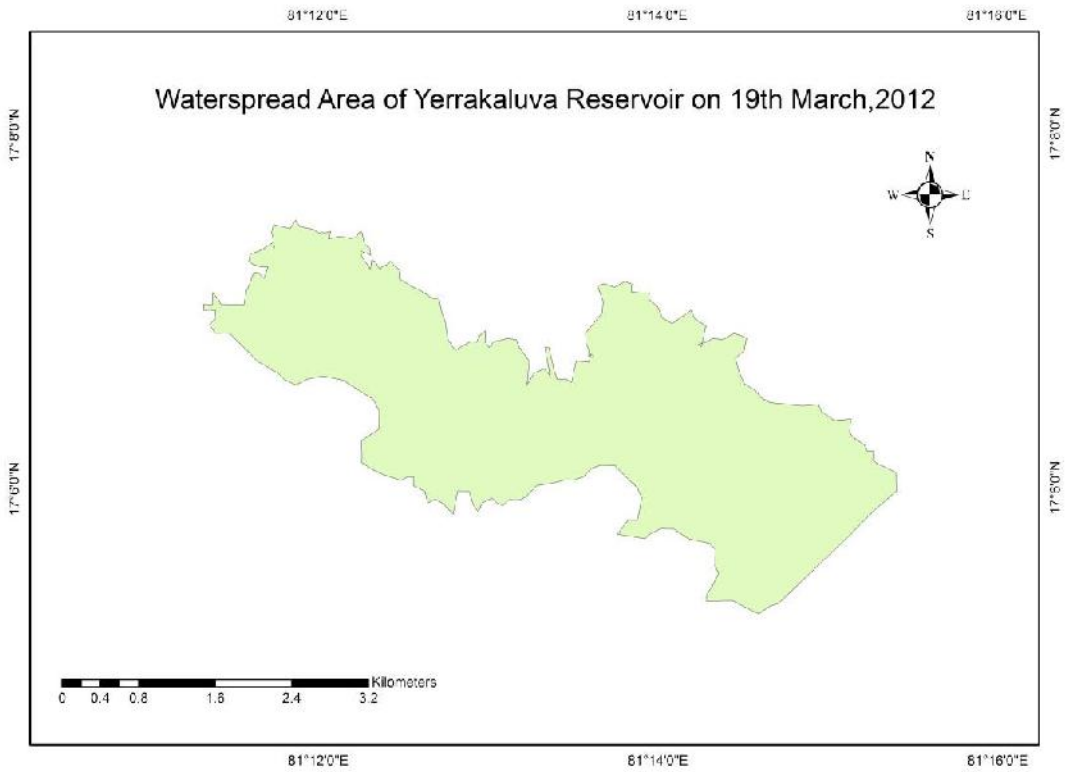 81°12'0"E 81°14'0"E 81°16'0"E
Waterspread Area of Yerrakaluva Reservoir on 19th March,2012
17°8'0"N 17°8'0"N
N
W E
S
17°6'0"N 17°6'0"N
Kilometers
0 0.4 0.8 1.6 2.4 3.2
81°12'0"E 81°14'0"E 81°16'0"E